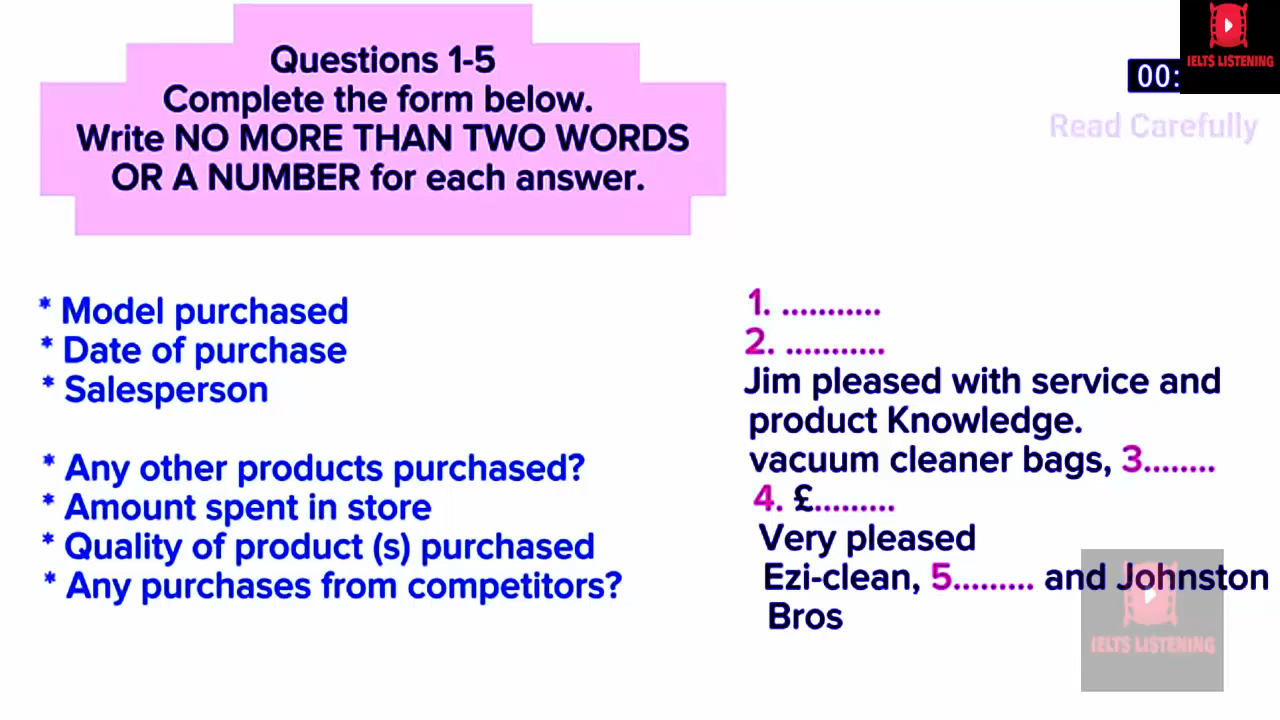 Questions 1-5
Complete the form below.
Write NO MORE THAN TWO WORDS
OR A NUMBER for each answer.
IELTS LISTENING
00:
Read Carefully
* Model purchased
* Date of purchase
* Salesperson
* Any other products purchased?
* Amount spent in store
* Quality of product (s) purchased
* Any purchases from competitors?
1. ...........
2. ...........
Jim pleased with service and
product Knowledge.
vacuum cleaner bags, 3........
4. £.........
Very pleased
Ezi-clean, 5......... and Johnston
Bros
IELTS LISTENING